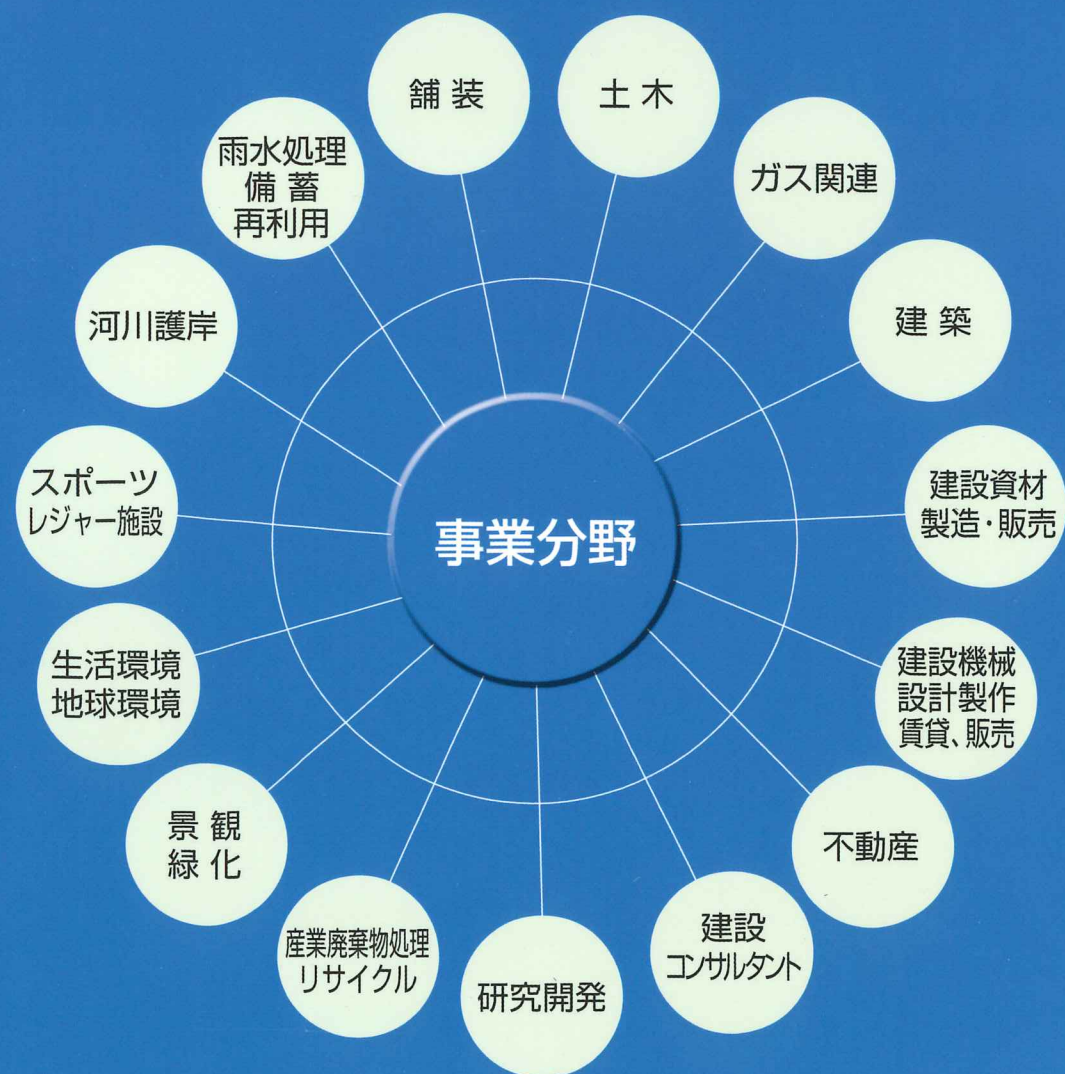 舗装
土木
ガス関連
建築
建設資材
製造・販売
建設機械
設計製作
賃貸、販売
不動産
建設
コンサルタント
研究開発
産業廃棄物処理
リサイクル
景観
緑化
生活環境
地球環境
スポーツ
レジャー施設
河川護岸
雨水処理
備蓄
再利用
事業分野